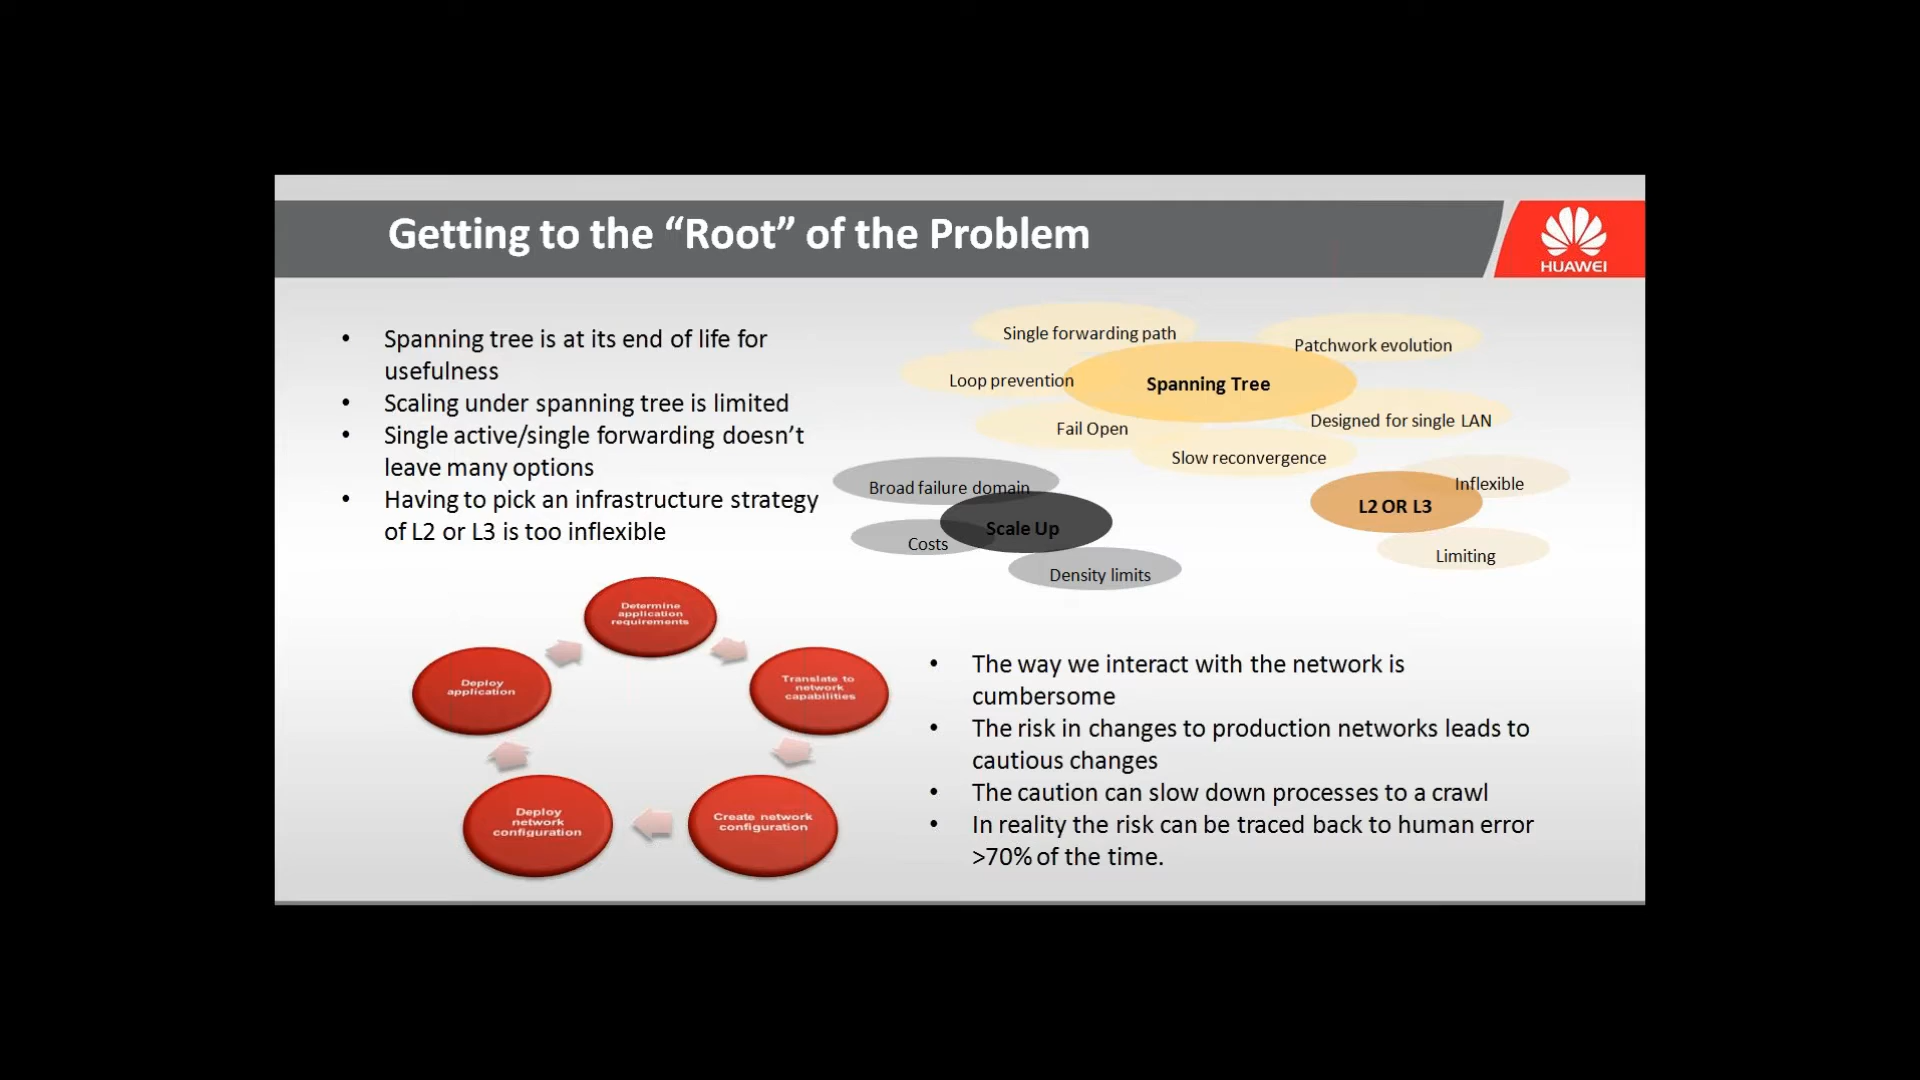 Getting to the “Root” of the Problem
HUAWEI
• Spanning tree is at its end of life for
usefulness
• Scaling under spanning tree is limited
• Single active/single forwarding doesn’t
leave many options
• Having to pick an infrastructure strategy
of L2 or L3 is too inflexible
Single forwarding path
Patchwork evolution
Loop prevention
Spanning Tree
Designed for single LAN
Fail Open
Slow reconvergence
Broad failure domain
Scale Up
Costs
Density limits
Inflexible
L2 OR L3
Limiting
Determine
application
requirements
Translate to
network
capabilities
Create network
configuration
Deploy
network
configuration
Deploy
application
• The way we interact with the network is
cumbersome
• The risk in changes to production networks leads to
cautious changes
• The caution can slow down processes to a crawl
• In reality the risk can be traced back to human error
>70% of the time.